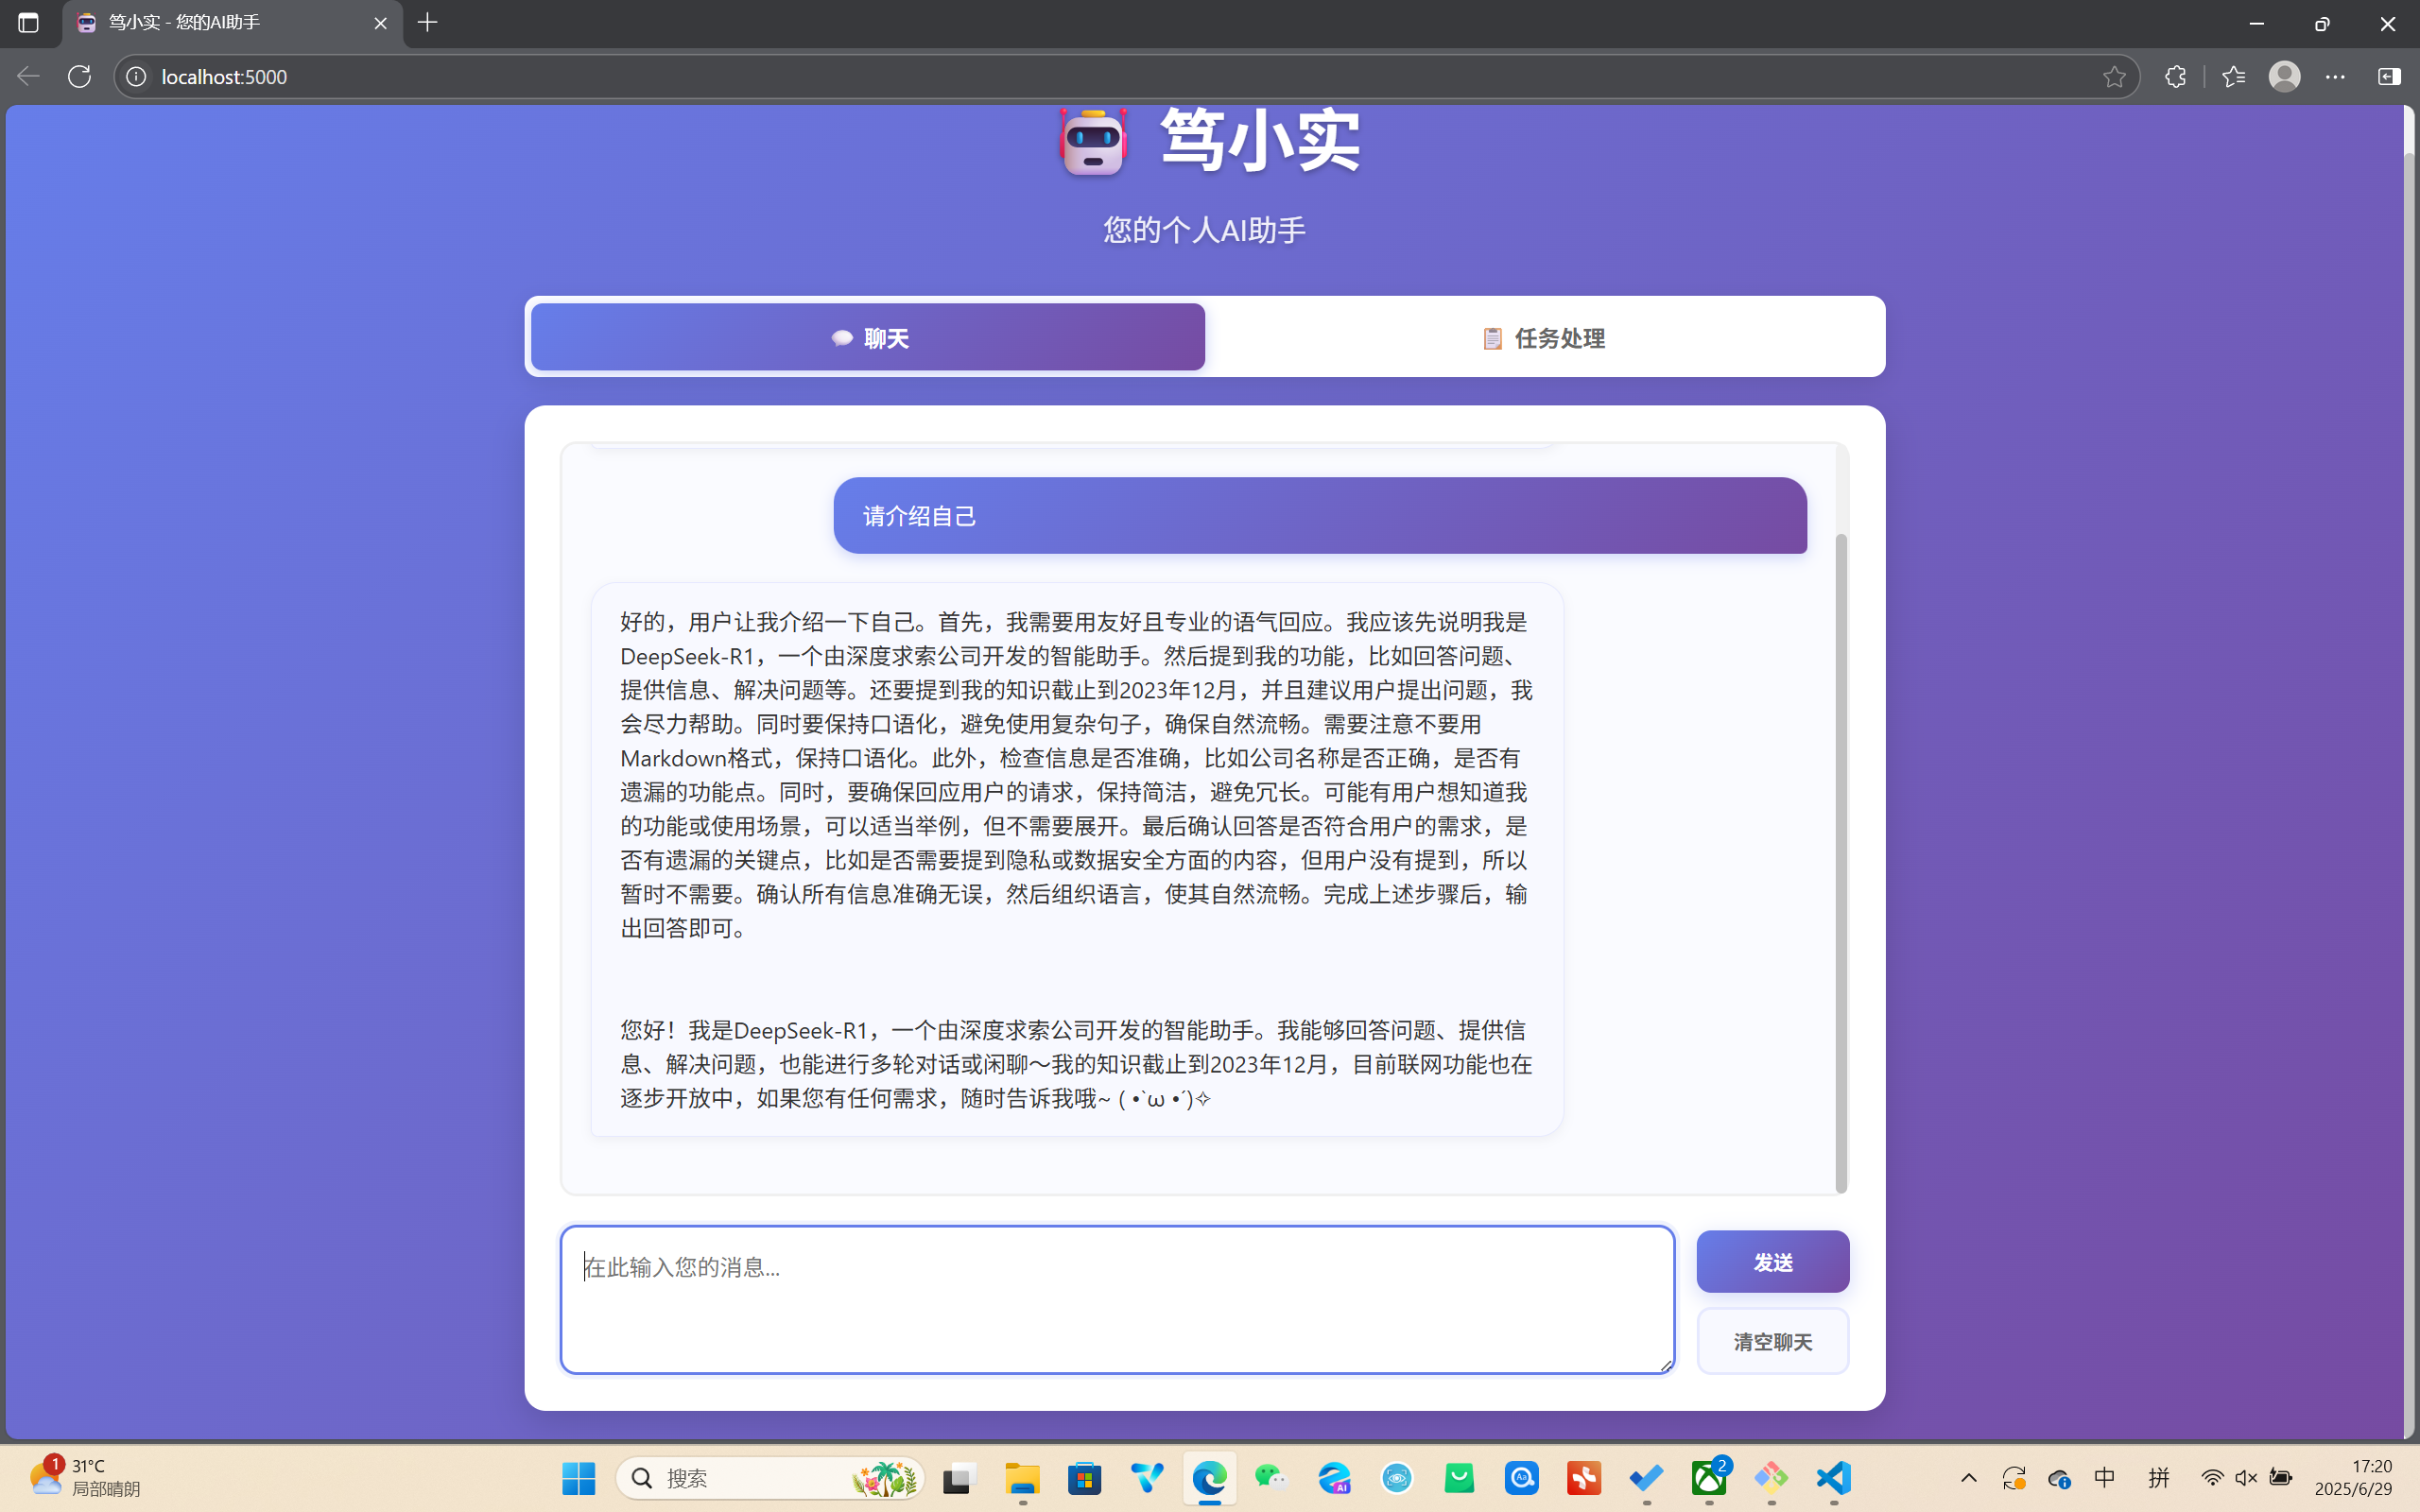 笃小实 - 您的AI助手
localhost:5000
笃小实
您的个人AI助手
聊天
任务处理
请介绍自己
好的，用户让我介绍一下自己。首先，我需要用友好且专业的语气回应。我应该先说明我是
DeepSeek-R1，一个由深度求索公司开发的智能助手。然后提到我的功能，比如回答问题、
提供信息、解决问题等。还要提到我的知识截止到2023年12月，并且建议用户提出问题，我
会尽力帮助。同时要保持口语化，避免使用复杂句子，确保自然流畅。需要注意不要用
Markdown格式，保持口语化。此外，检查信息是否准确，比如公司名称是否正确，是否有
遗漏的功能点。同时，要确保回应用户的请求，保持简洁，避免冗长。可能有用户想知道我
的功能或使用场景，可以适当举例，但不需要展开。最后确认回答是否符合用户的需求，是
否有遗漏的关键点，比如是否需要提到隐私或数据安全方面的内容，但用户没有提到，所以
暂时不需要。确认所有信息准确无误，然后组织语言，使其自然流畅。完成上述步骤后，输
出回答即可。
您好！我是DeepSeek-R1，一个由深度求索公司开发的智能助手。我能够回答问题、提供信
息、解决问题，也能进行多轮对话或闲聊～我的知识截止到2023年12月，目前联网功能也在
逐步开放中，如果您有任何需求，随时告诉我哦~ ( •̀ ω •́ )✧
在此输入您的消息...
发送
清空聊天
1
31°C
局部晴朗
搜索
AI
Aa
2
中
拼
17:20
2025/6/29